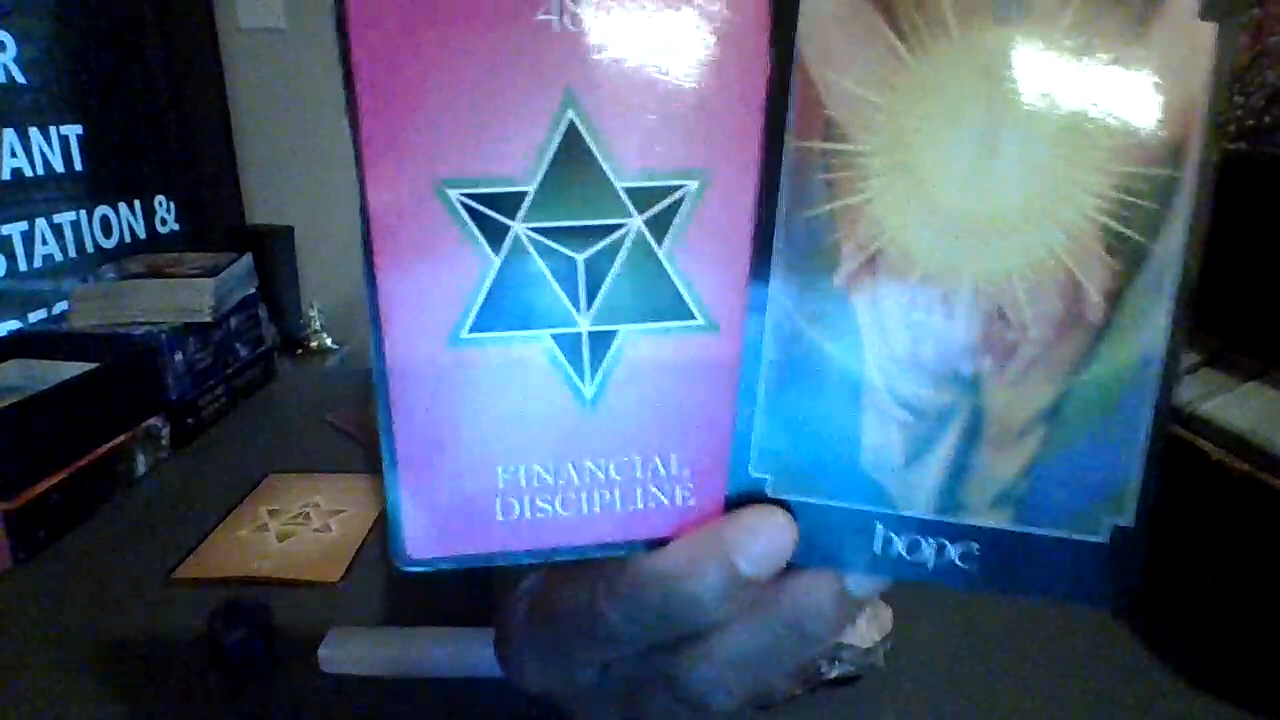 R
ANT
STATION &
FINANCIAL
DISCIPLINE
hope